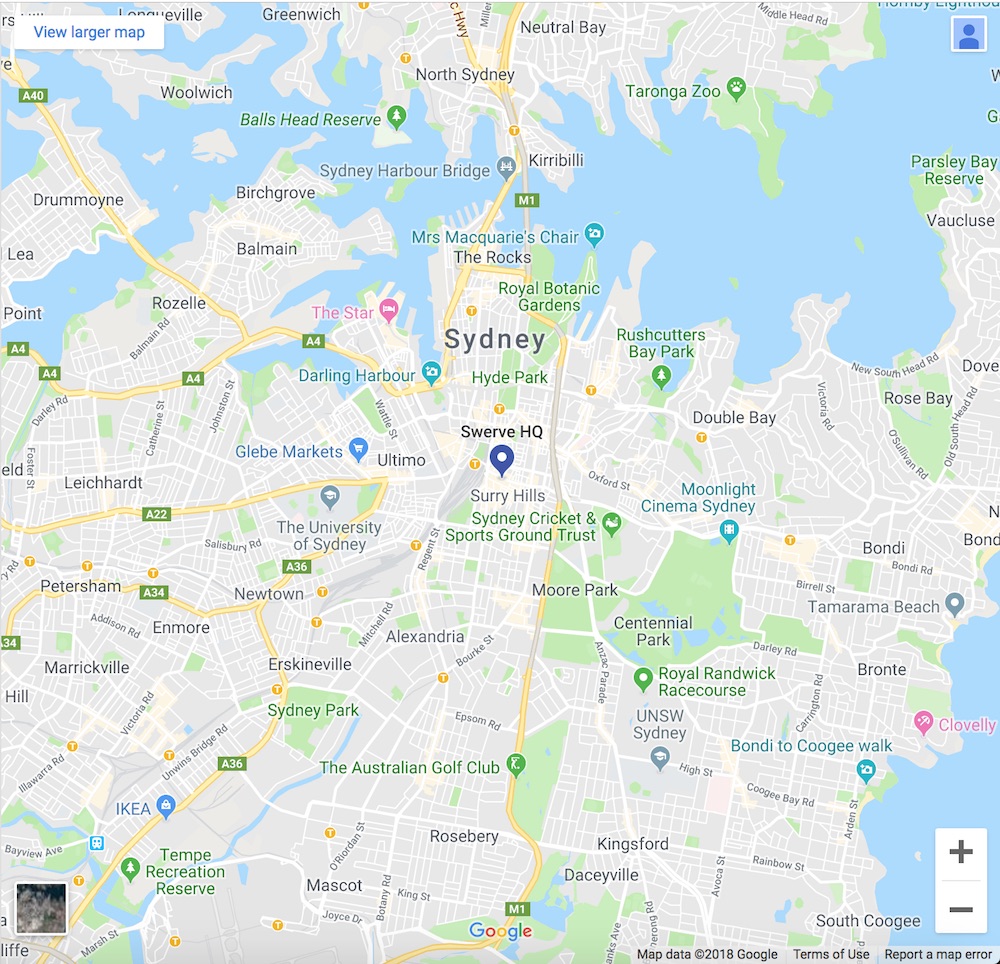 Longueville
Greenwich
Hwy
Neutral Bay
Middle Head Rd
View larger map
North Sydney
Taronga Zoo
A40
Woolwich
Balls Head Reserve
Sydney Harbour Bridge
Kirribilli
Parsley Bay
Reserve
Birchgrove
Drummoyne
M1
Vaucluse
Mrs Macquarie's Chair
Balmain
The Rocks
Lea
Royal Botanic
Gardens
Rozelle
The Star
Point
Balmain Rd
Sydney
Rushcutters
Bay Park
A4
A4
A4
A4
Darling Harbour
Hyde Park
New South Head Rd
Dove
Johnston St
Victoria Rd
Rose Bay
Old South Head Rd
Darley Rd
Catherine St
Wattle St
Double Bay
Swerve HQ
O'Sullivan Rd
Glebe Markets
Ultimo
eld
Foster St
Leichhardt
Oxford St
Surry Hills
Moonlight
Cinema Sydney
A22
The University
of Sydney
Sydney Cricket &
Sports Ground Trust
Salisbury Rd
Regent St
Bondi
Bond
Bondi Rd
A36
Petersham
A34
Newtown
Moore Park
Birrell St
Tamarama Beach
Addison Rd
Enmore
Mitchell Rd
Alexandria
Centennial
Park
34
Bourke St
Anzac Parade
Darley Rd
Marrickville
Erskineville
Bronte
Royal Randwick
Racecourse
Hill
Carrington Rd
Victoria Rd
Sydney Park
Epsom Rd
UNSW
Sydney
Clovelly
Unwins Bridge Rd
Bondi to Coogee walk
Illawarra Rd
A36
The Australian Golf Club
High St
Coogee Bay Rd
IKEA
Arden St
Rosebery
Kingsford
Bayview Ave
O'Riordan St
Tempe
Recreation
Reserve
Rainbow St
Avoca St
Daceyville
Mascot
Botany Rd
King St
Joyce Dr
M1
South Coogee
Marsh St
Google
liffe
Map data ©2018 Google
Terms of Use
Report a map error